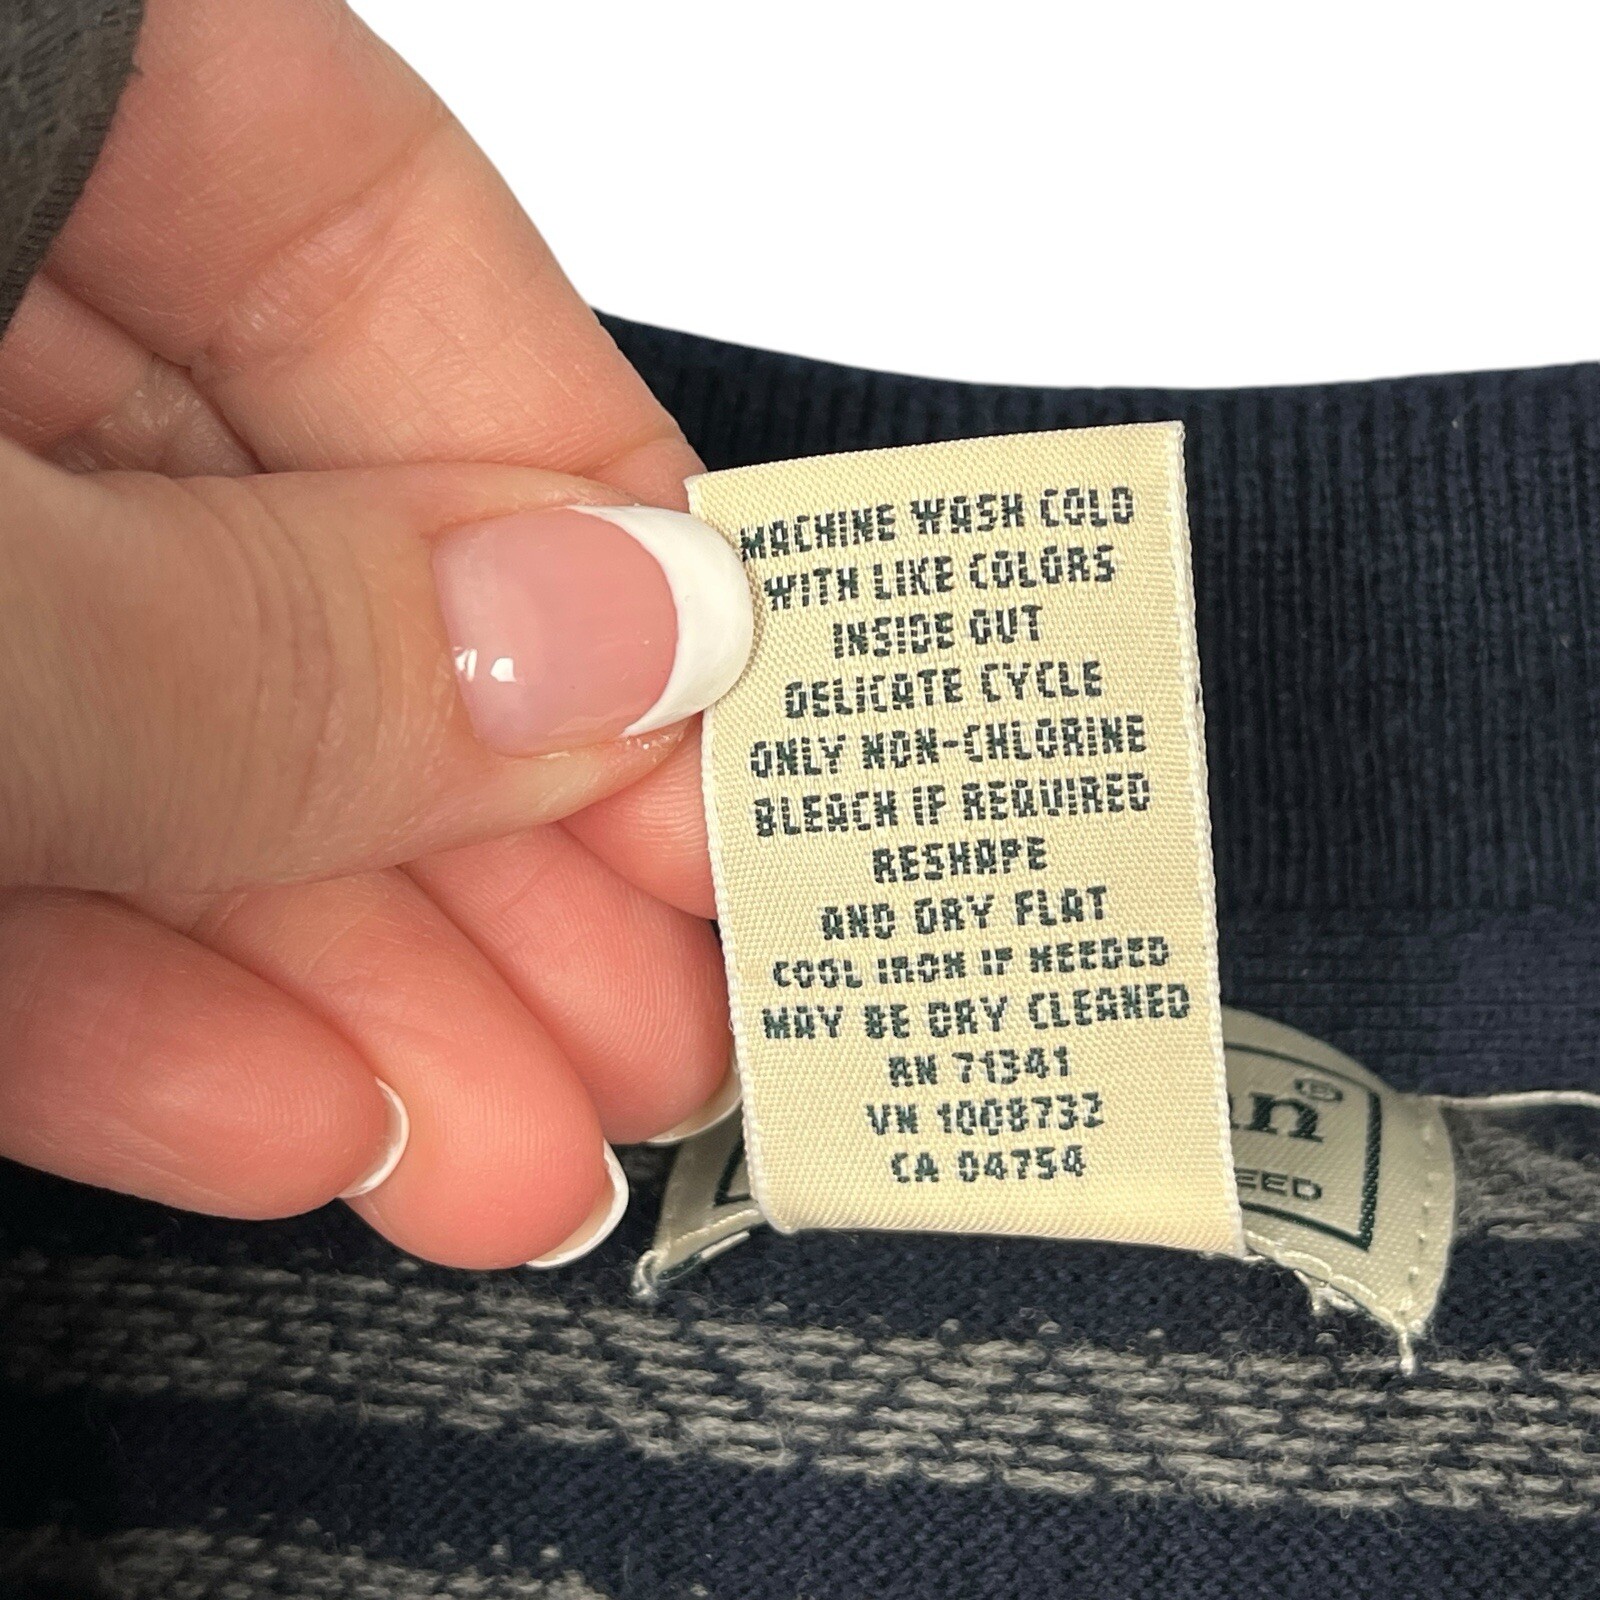 MACHINE WASH COLD
WITH LIKE COLORS
INSIDE OUT
DELICATE CYCLE
ONLY NON-CHLORINE
BLEACH IF REQUIRED
RESHAPE
AND DRY FLAT
COOL IRON IF NEEDED
MAY BE DRY CLEANED
RN 71341
VN 1008732
CA 04754